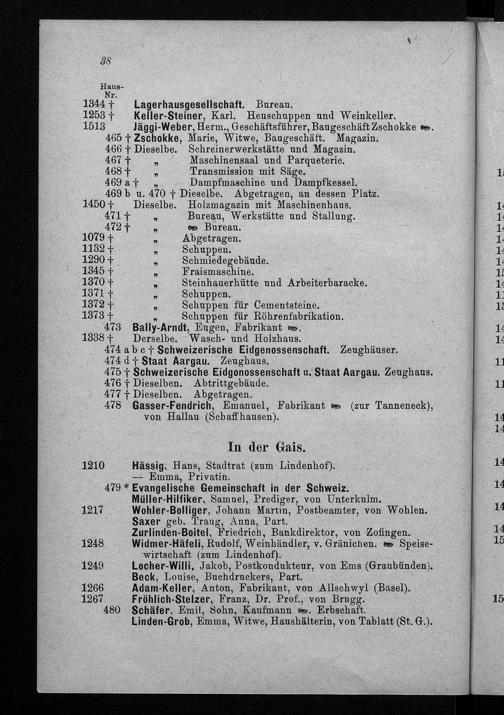 38
Haus-
Nr.
1344 † Lagerhausgesellschaft. Bureau.
1253 † Keller-Steiner, Karl. Heuschuppen und Weinkeller.
1513 Jäggi-Weber, Herm., Geschäftsführer, Baugeschäft Zschokke ☎.
465 † Zschokke, Marie, Witwe, Baugeschäft. Magazin.
466 † Dieselbe. Schreinerwerkstätte und Magazin.
467 † „ Maschinensaal und Parqueterie.
468 † „ Transmission mit Säge.
469 a † „ Dampfmaschine und Dampfkessel.
469 b u. 470 † Dieselbe. Abgetragen, an dessen Platz.
1450 † Dieselbe. Holzmagazin mit Maschinenhaus.
471 † „ Bureau, Werkstätte und Stallung.
472 † „ ☎ Bureau.
1079 † „ Abgetragen.
1132 † „ Schuppen.
1290 † „ Schmiedegebäude.
1345 † „ Fraismaschine.
1370 † „ Steinhauerhütte und Arbeiterbaracke.
1371 † „ Schuppen.
1372 † „ Schuppen für Cementsteine.
1373 † „ Schuppen für Röhrenfabrikation.
473 Bally-Arndt, Eugen, Fabrikant ☎.
1338 † Derselbe. Wasch- und Holzhaus.
474 a b c † Schweizerische Eidgenossenschaft. Zeughäuser.
474 d † Staat Aargau. Zeughaus.
475 † Schweizerische Eidgenossenschaft u. Staat Aargau. Zeughaus.
476 † Dieselben. Abtrittgebäude.
477 † Dieselben. Abgetragen.
478 Gasser-Fendrich, Emanuel, Fabrikant ☎ (zur Tanneneck),
von Hallau (Schaffhausen).
In der Gais.
1210 Hässig, Hans, Stadtrat (zum Lindenhof).
— Emma, Privatin.
479 * Evangelische Gemeinschaft in der Schweiz.
Müller-Hilfiker, Samuel, Prediger, von Unterkulm.
1217 Wohler-Bolliger, Johann Martin, Postbeamter, von Wohlen.
Saxer geb. Traug, Anna, Part.
Zurlinden-Boitel, Friedrich, Bankdirektor, von Zofingen.
1248 Widmer-Häfeli, Rudolf, Weinhändler, v. Gränichen. ☎ Speise-
wirtschaft (zum Lindenhof).
1249 Locher-Willi, Jakob, Postkondukteur, von Ems (Graubünden).
Beck, Louise, Buchdruckers, Part.
1266 Adam-Keller, Anton, Fabrikant, von Allschwyl (Basel).
1267 Fröhlich-Stelzer, Franz, Dr. Prof., von Brugg.
480 Schäfer, Emil, Sohn, Kaufmann ☎. Erbschaft.
Linden-Grob, Emma, Witwe, Haushälterin, von Tablatt (St. G.).